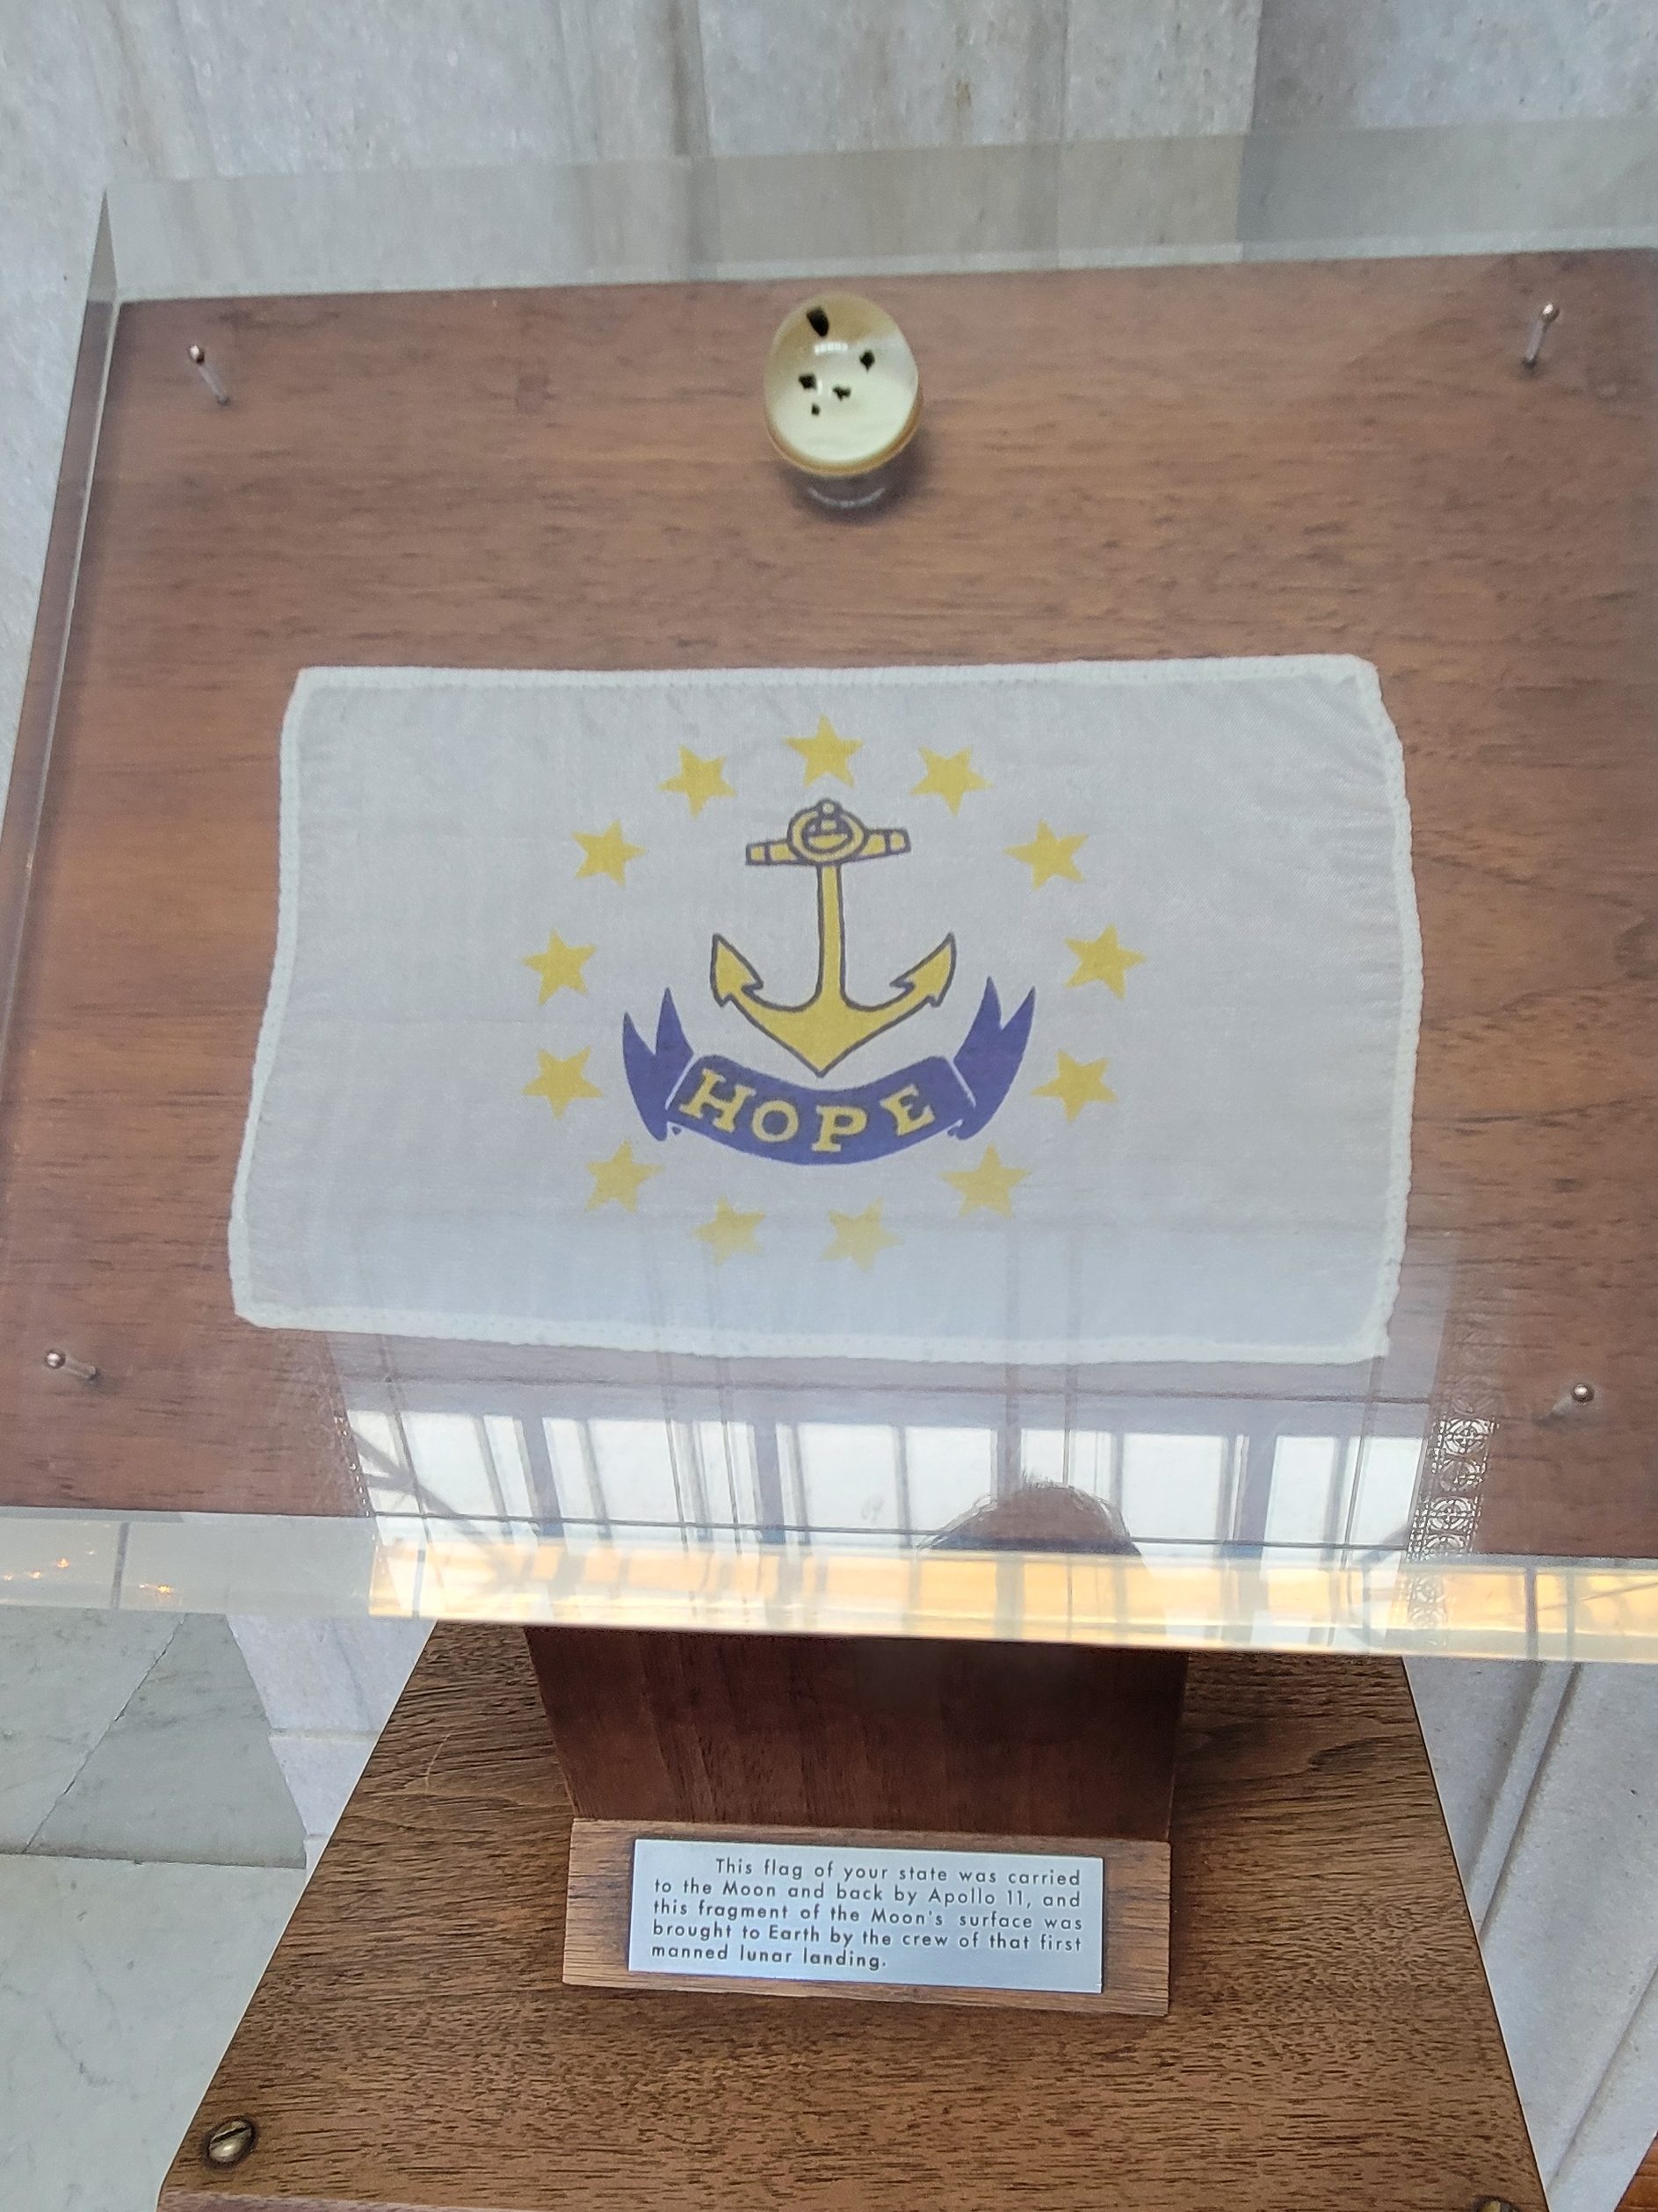 HOPE
This flag of your state was carried
to the Moon and back by Apollo 11, and
this fragment of the Moon's surface was
brought to Earth by the crew of that first
manned lunar landing.